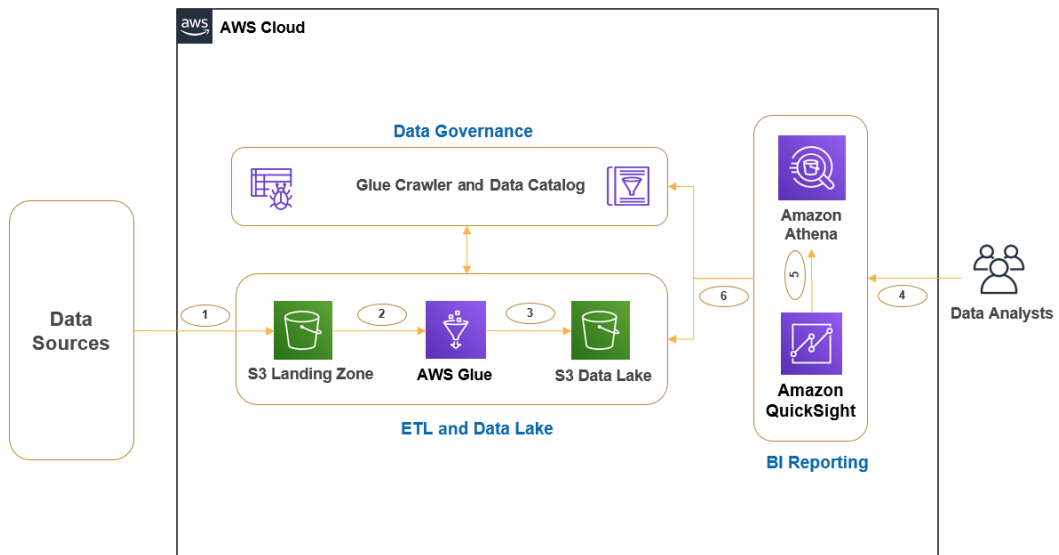 aws
AWS Cloud
Data Governance
Glue Crawler and Data Catalog
Data
Sources
1
2
3
S3 Landing Zone
AWS Glue
S3 Data Lake
ETL and Data Lake
6
Amazon
Athena
5
Amazon
QuickSight
BI Reporting
4
Data Analysts